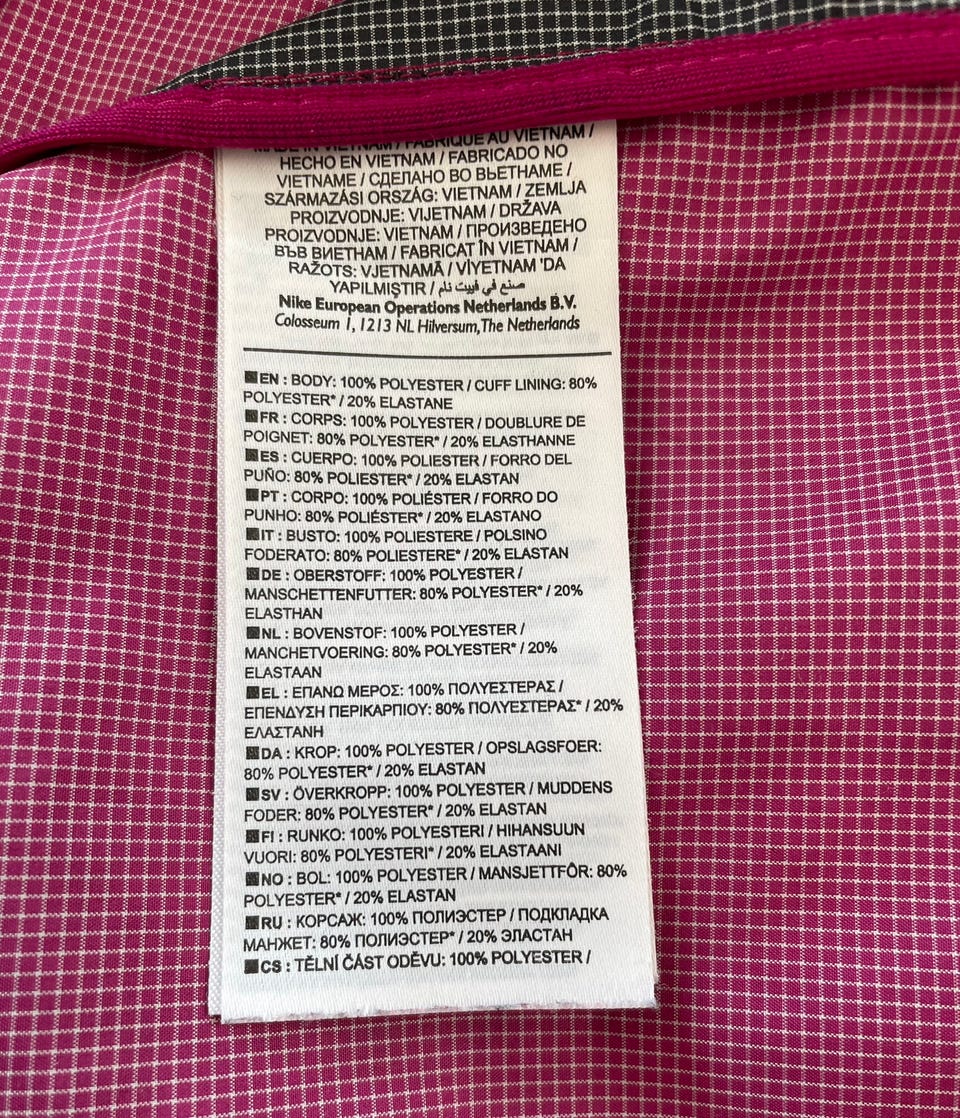 MADE IN VIETNAM / FABRIQUÉ AU VIETNAM /
HECHO EN VIETNAM / FABRICADO NO
VIETNAME / СДЕЛАНО ВО ВЬЕТНАМЕ /
SZÁRMAZÁSI ORSZÁG: VIETNAM / ZEMLJA
PROIZVODNJE: VIJETNAM / DRŽAVA
PROIZVODNJE: VIETNAM / ПРОИЗВЕДЕНО
ВЪВ ВИЕТНАМ / FABRICAT ÎN VIETNAM /
RAŽOTS: VJETNAMĀ / VİYETNAM 'DA
YAPILMIŞTIR / صنع في فييت نام
Nike European Operations Netherlands B.V.
Colosseum 1, 1213 NL Hilversum, The Netherlands
EN : BODY: 100% POLYESTER / CUFF LINING: 80%
POLYESTER* / 20% ELASTANE
FR : CORPS: 100% POLYESTER / DOUBLURE DE
POIGNET: 80% POLYESTER* / 20% ELASTHANNE
ES : CUERPO: 100% POLIESTER / FORRO DEL
PUÑO: 80% POLIESTER* / 20% ELASTAN
PT : CORPO: 100% POLIÉSTER / FORRO DO
PUNHO: 80% POLIÉSTER* / 20% ELASTANO
IT : BUSTO: 100% POLIESTERE / POLSINO
FODERATO: 80% POLIESTERE* / 20% ELASTAN
DE : OBERSTOFF: 100% POLYESTER /
MANSCHETTENFUTTER: 80% POLYESTER* / 20%
ELASTHAN
NL : BOVENSTOF: 100% POLYESTER /
MANCHETVOERING: 80% POLYESTER* / 20%
ELASTAAN
EL : ΕΠΑΝΩ ΜΕΡΟΣ: 100% ΠΟΛΥΕΣΤΕΡΑΣ /
ΕΠΕΝΔΥΣΗ ΠΕΡΙΚΑΡΠΙΟΥ: 80% ΠΟΛΥΕΣΤΕΡΑΣ* / 20%
ΕΛΑΣΤΑΝΗ
DA : KROP: 100% POLYESTER / OPSLAGSFOER:
80% POLYESTER* / 20% ELASTAN
SV : ÖVERKROPP: 100% POLYESTER / MUDDENS
FODER: 80% POLYESTER* / 20% ELASTAN
FI : RUNKO: 100% POLYESTERI / HIHANSUUN
VUORI: 80% POLYESTERI* / 20% ELASTAANI
NO : BOL: 100% POLYESTER / MANSJETTFÔR: 80%
POLYESTER* / 20% ELASTAN
RU : КОРСАЖ: 100% ПОЛИЭСТЕР / ПОДКЛАДКА
МАНЖЕТ: 80% ПОЛИЭСТЕР* / 20% ЭЛАСТАН
CS : TĚLNÍ ČÁST ODĚVU: 100% POLYESTER /